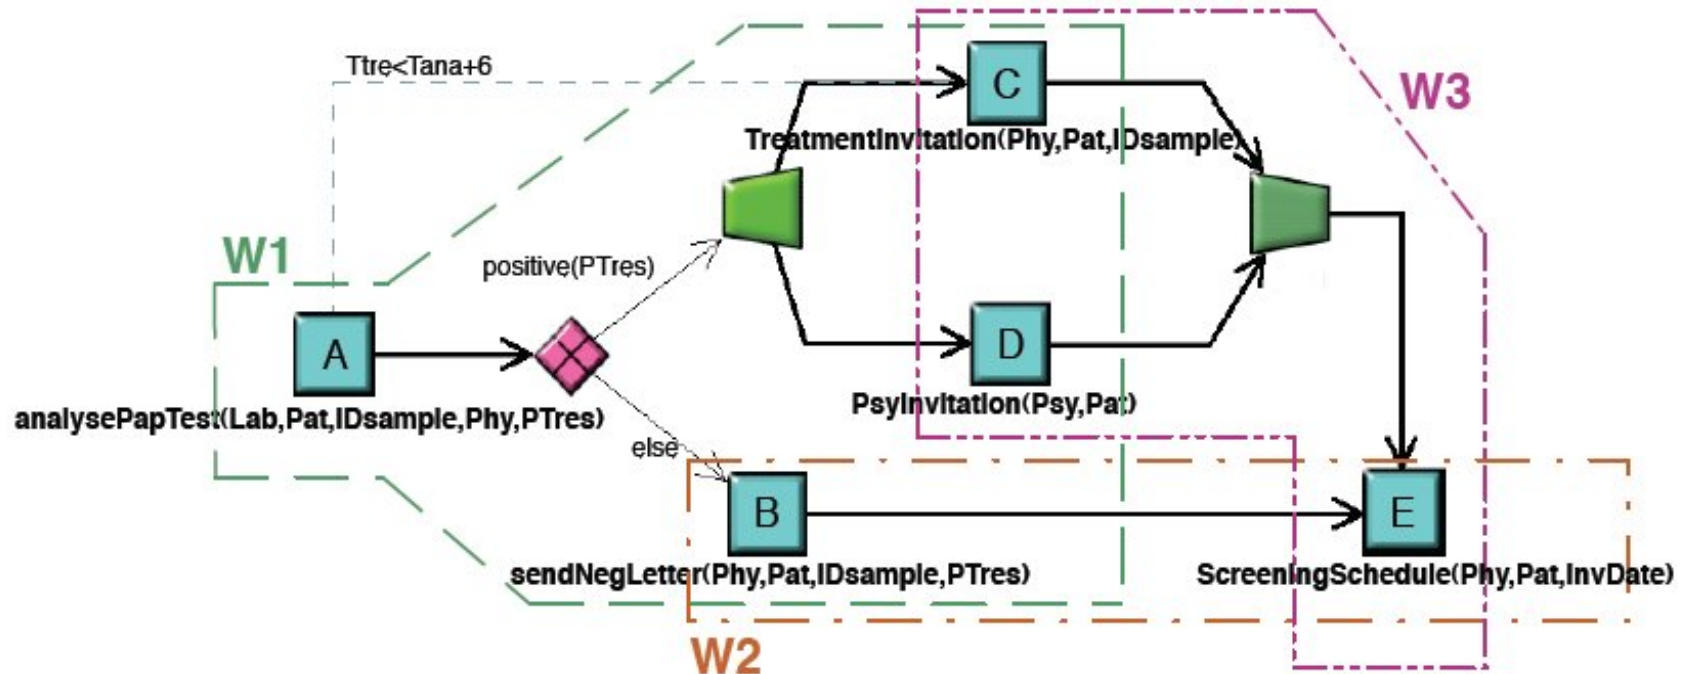 Ttre<Tana+6
C
W3
TreatmentInvitation(Phy,Pat,IDsample)
W1
positive(PTres)
A
D
analysePapTest(Lab,Pat,IDsample,Phy,PTres)
PsyInvitation(Psy,Pat)
else
B
E
sendNegLetter(Phy,Pat,IDsample,PTres)
ScreeningSchedule(Phy,Pat,InvDate)
W2